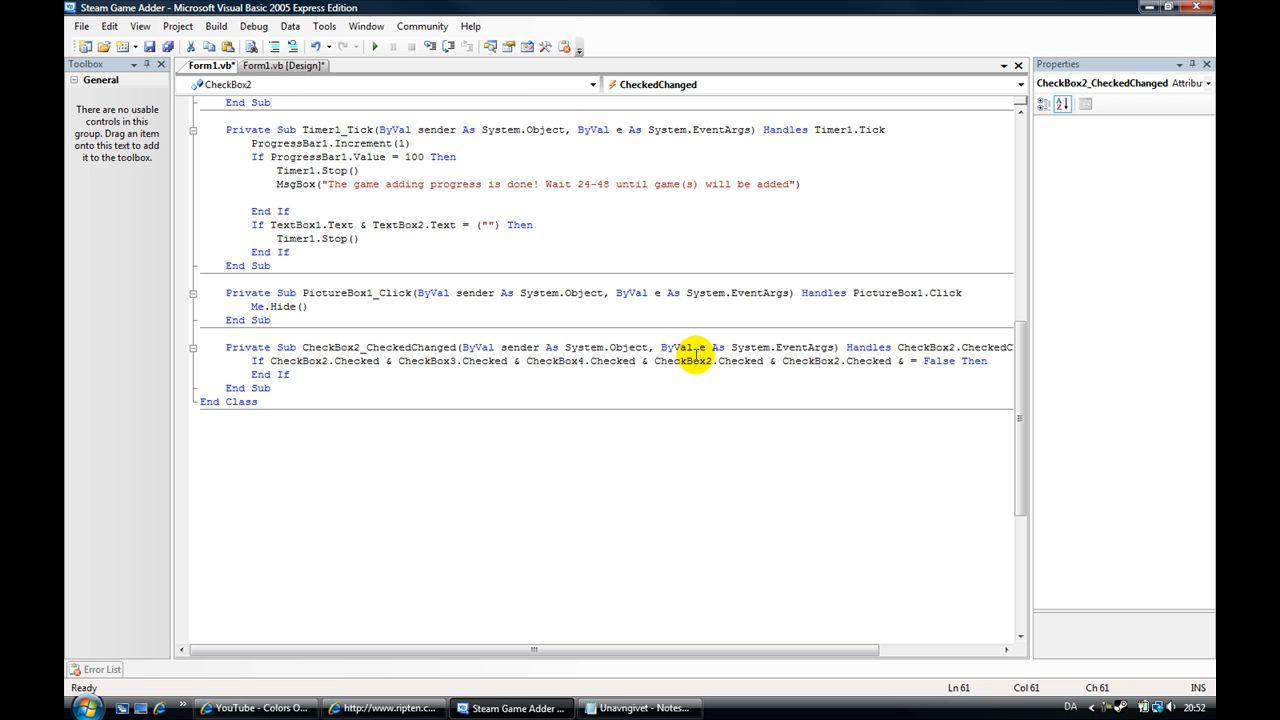 Steam Game Adder - Microsoft Visual Basic 2005 Express Edition
File Edit View Project Build Debug Data Tools Window Community Help
Toolbox
General
There are no usable
controls in this
group. Drag an item
onto this text to add
it to the toolbox.
Form1.vb* Form1.vb [Design]*
CheckBox2 CheckedChanged
End Sub
Private Sub Timer1_Tick(ByVal sender As System.Object, ByVal e As System.EventArgs) Handles Timer1.Tick
ProgressBar1.Increment(1)
If ProgressBar1.Value = 100 Then
Timer1.Stop()
MsgBox("The game adding progress is done! Wait 24-48 until game(s) will be added")
End If
If TextBox1.Text & TextBox2.Text = ("") Then
Timer1.Stop()
End If
End Sub
Private Sub PictureBox1_Click(ByVal sender As System.Object, ByVal e As System.EventArgs) Handles PictureBox1.Click
Me.Hide()
End Sub
Private Sub CheckBox2_CheckedChanged(ByVal sender As System.Object, ByVal e As System.EventArgs) Handles CheckBox2.CheckedC
If CheckBox2.Checked & CheckBox3.Checked & CheckBox4.Checked & CheckBox2.Checked & CheckBox2.Checked & = False Then
End If
End Sub
End Class
Properties
CheckBox2_CheckedChanged Attribu
Error List
Ready Ln 61 Col 61 Ch 61 INS
YouTube - Colors O... http://www.ripten.c... Steam Game Adder ... Unavngivet - Notes... DA 20:52